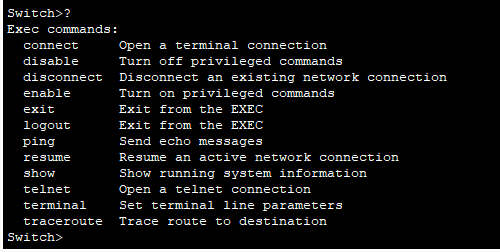 Switch>?
Exec commands:
  connect     Open a terminal connection
  disable     Turn off privileged commands
  disconnect  Disconnect an existing network connection
  enable      Turn on privileged commands
  exit        Exit from the EXEC
  logout      Exit from the EXEC
  ping        Send echo messages
  resume      Resume an active network connection
  show        Show running system information
  telnet      Open a telnet connection
  terminal    Set terminal line parameters
  traceroute  Trace route to destination
Switch>